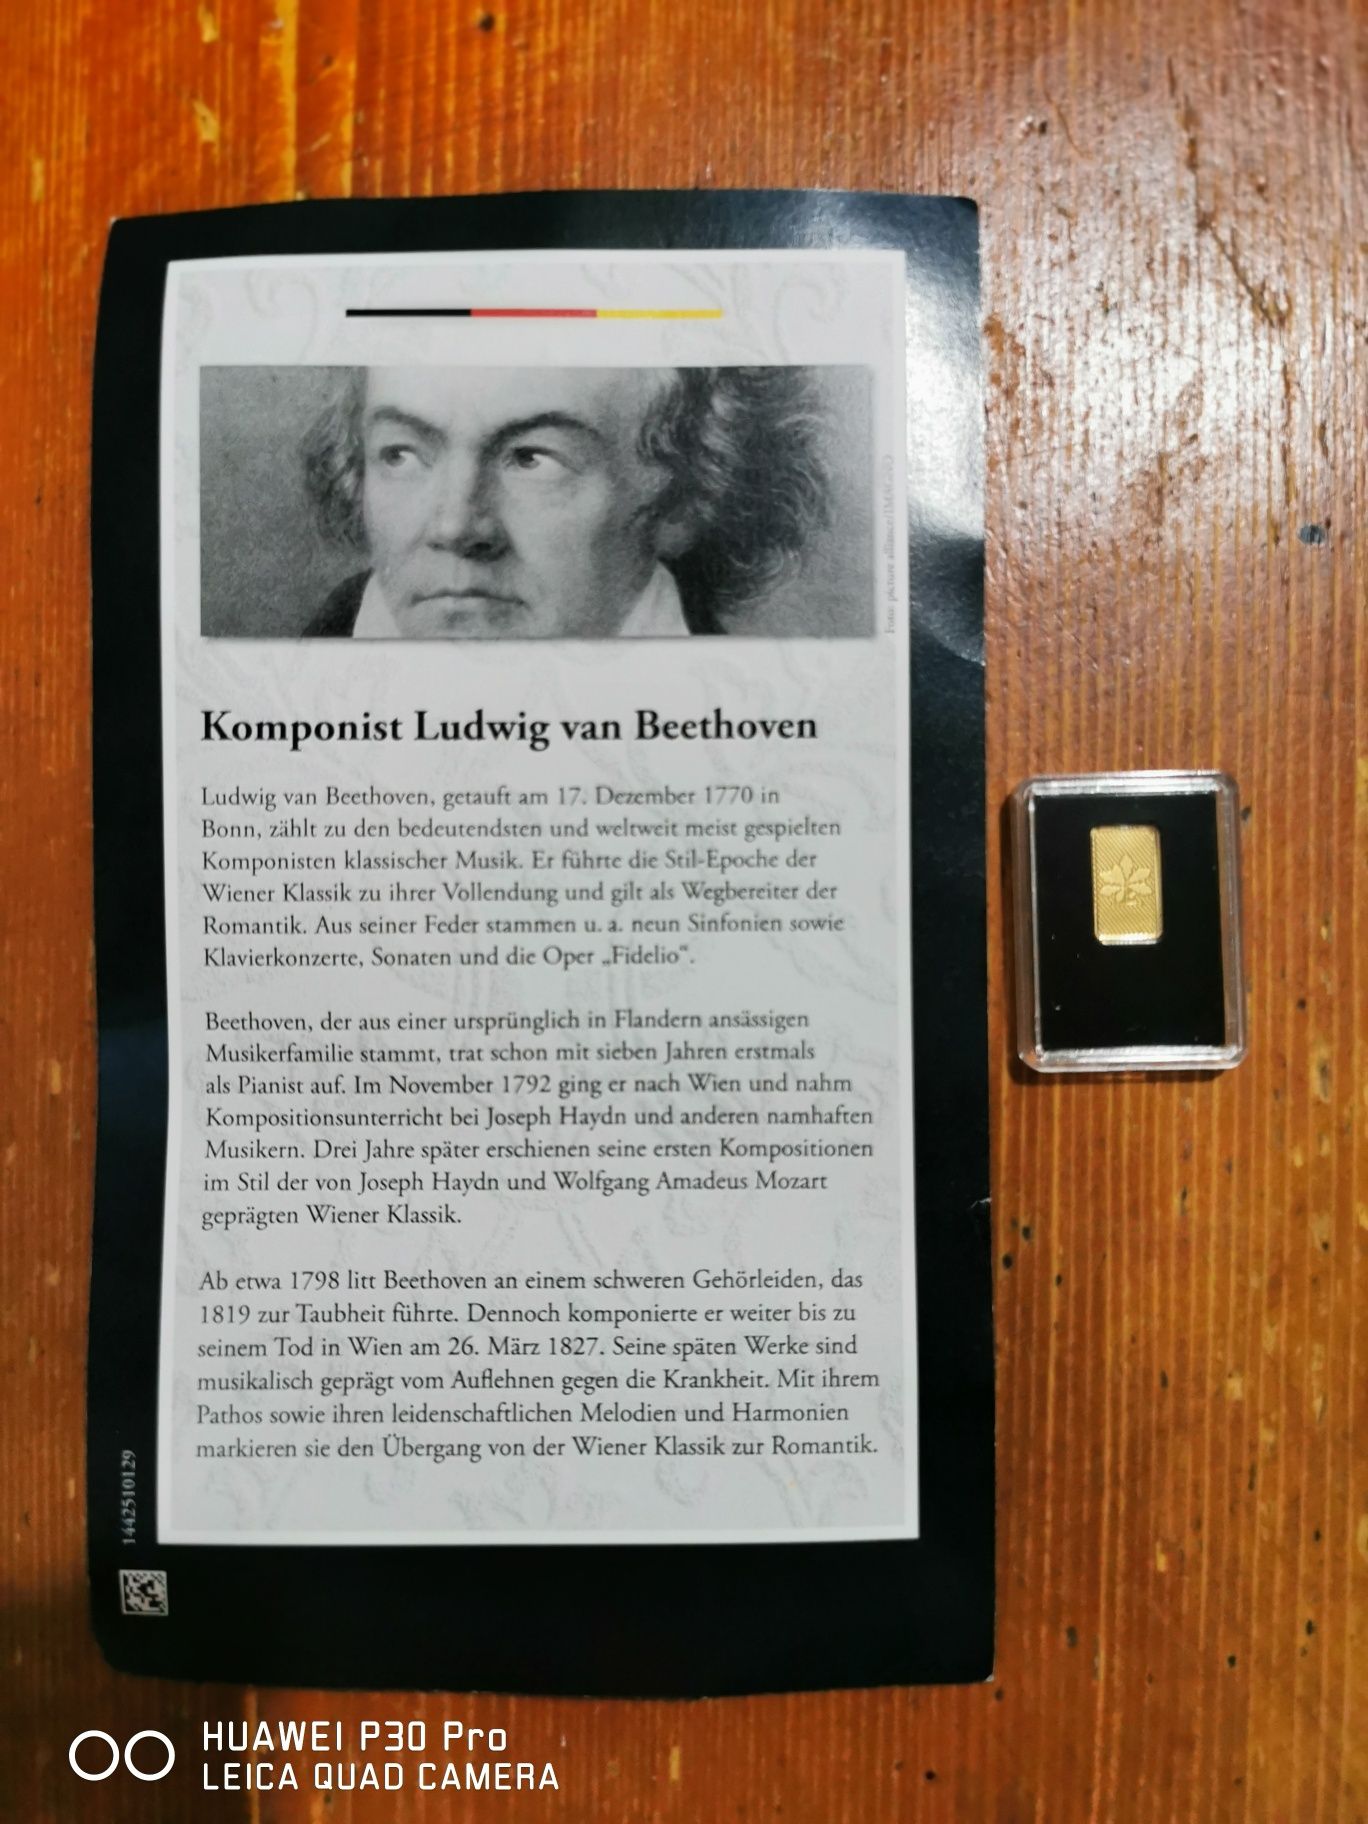 Komponist Ludwig van Beethoven
Ludwig van Beethoven, getauft am 17. Dezember 1770 in
Bonn, zählt zu den bedeutendsten und weltweit meist gespielten
Komponisten klassischer Musik. Er führte die Stil-Epoche der
Wiener Klassik zu ihrer Vollendung und gilt als Wegbereiter der
Romantik. Aus seiner Feder stammen u. a. neun Sinfonien sowie
Klavierkonzerte, Sonaten und die Oper „Fidelio“.
Beethoven, der aus einer ursprünglich in Flandern ansässigen
Musikerfamilie stammt, trat schon mit sieben Jahren erstmals
als Pianist auf. Im November 1792 ging er nach Wien und nahm
Kompositionsunterricht bei Joseph Haydn und anderen namhaften
Musikern. Drei Jahre später erschienen seine ersten Kompositionen
im Stil der von Joseph Haydn und Wolfgang Amadeus Mozart
geprägten Wiener Klassik.
Ab etwa 1798 litt Beethoven an einem schweren Gehörleiden, das
1819 zur Taubheit führte. Dennoch komponierte er weiter bis zu
seinem Tod in Wien am 26. März 1827. Seine späten Werke sind
musikalisch geprägt vom Auflehnen gegen die Krankheit. Mit ihrem
Pathos sowie ihren leidenschaftlichen Melodien und Harmonien
markieren sie den Übergang von der Wiener Klassik zur Romantik.
Foto: picture alliance/IMAGNO
1442510129
HUAWEI P30 Pro
LEICA QUAD CAMERA